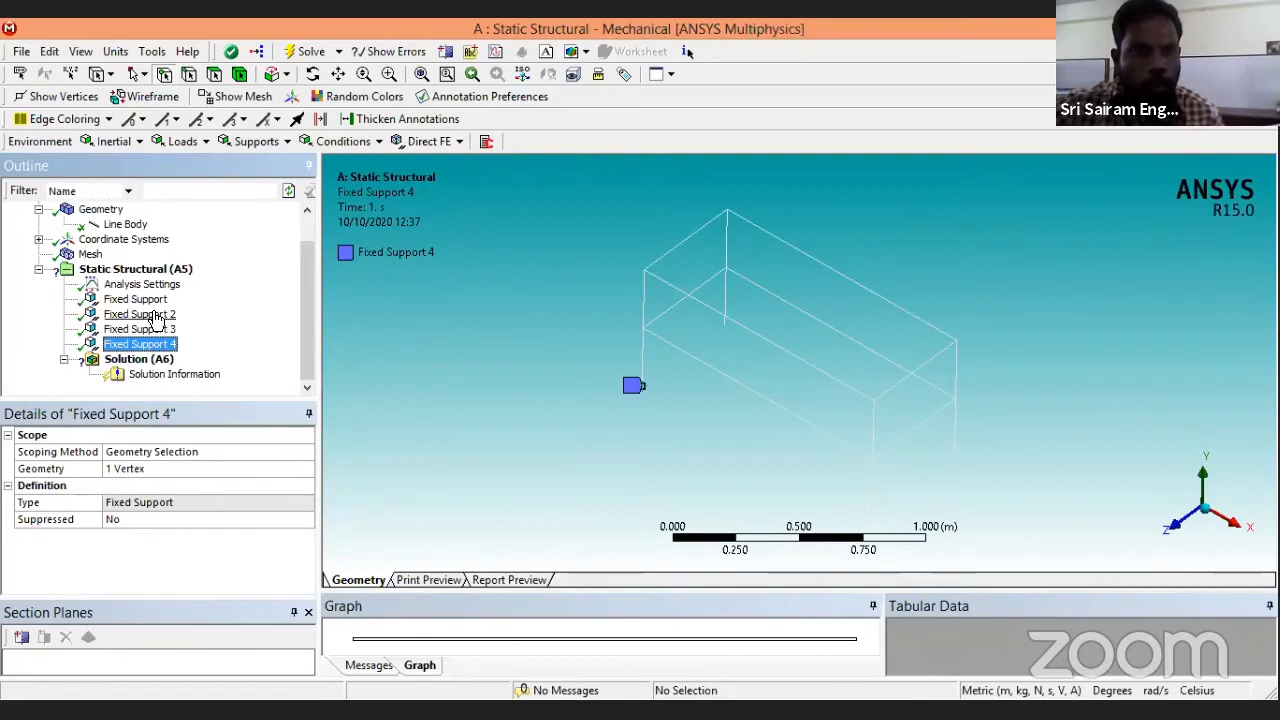 A : Static Structural - Mechanical [ANSYS Multiphysics]
File Edit View Units Tools Help Solve ?/ Show Errors Worksheet
Show Vertices Wireframe Show Mesh Random Colors Annotation Preferences
Edge Coloring Thicken Annotations
Environment Inertial Loads Supports Conditions Direct FE
Sri Sairam Eng...
Outline
Filter: Name
Geometry
Line Body
Coordinate Systems
Mesh
Static Structural (A5)
Analysis Settings
Fixed Support
Fixed Support 2
Fixed Support 3
Fixed Support 4
Solution (A6)
Solution Information
Details of "Fixed Support 4"
Scope
Scoping Method Geometry Selection
Geometry 1 Vertex
Definition
Type Fixed Support
Suppressed No
Section Planes
A: Static Structural
Fixed Support 4
Time: 1. s
10/10/2020 12:37
Fixed Support 4
ANSYS
R15.0
Y
X
Z
0.000 0.500 1.000 (m)
0.250 0.750
Geometry Print Preview Report Preview
Graph
Messages Graph
Tabular Data
zoom
No Messages No Selection Metric (m, kg, N, s, V, A) Degrees rad/s Celsius